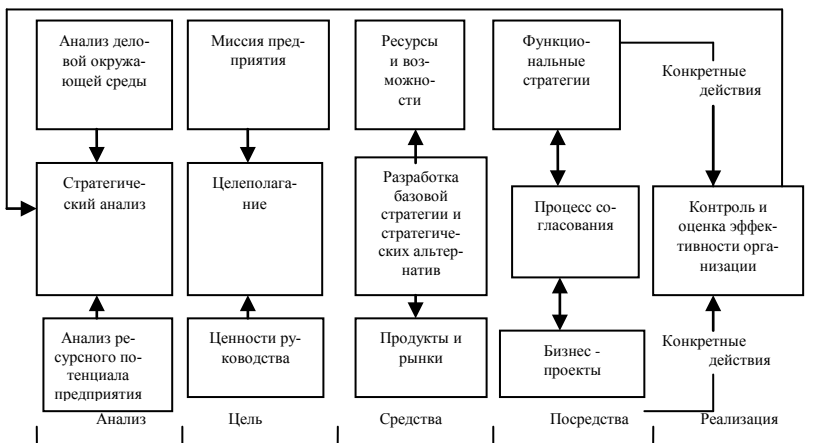 Анализ дело-
вой окружа-
ющей среды
Миссия пред-
приятия
Ресурсы
и воз-
можно-
сти
Функцио-
нальные
стратегии
Конкретные
действия
Стратегиче-
ский анализ
Целеполага-
ние
Разработка
базовой
стратегии и
стратегиче-
ских альтер-
натив
Процесс со-
гласования
Контроль и
оценка эффек-
тивности орга-
низации
Анализ ре-
сурсного по-
тенциала
предприятия
Ценности ру-
ководства
Продукты и
рынки
Бизнес -
проекты
Конкретные
действия
Анализ
Цель
Средства
Посредства
Реализация